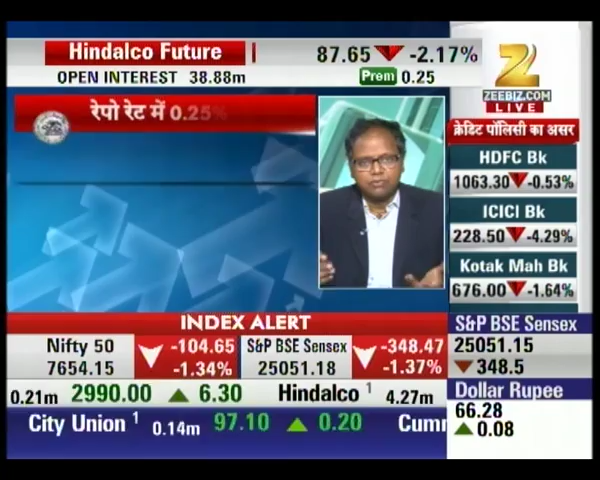 Hindalco Future
87.65 -2.17%
OPEN INTEREST 38.88m
Prem 0.25
ZEEBIZ.COM
LIVE
रेपो रेट में 0.25%
क्रेडिट पॉलिसी का असर
HDFC Bk
1063.30 -0.53%
ICICI Bk
228.50 -4.29%
Kotak Mah Bk
676.00 -1.64%
INDEX ALERT
Nifty 50
7654.15
-104.65
-1.34%
S&P BSE Sensex
25051.18
-348.47
-1.37%
S&P BSE Sensex
25051.15
348.5
Dollar Rupee
66.28
0.08
0.21m 2990.00 6.30 Hindalco 1 4.27m
City Union 1 0.14m 97.10 0.20 Cumm